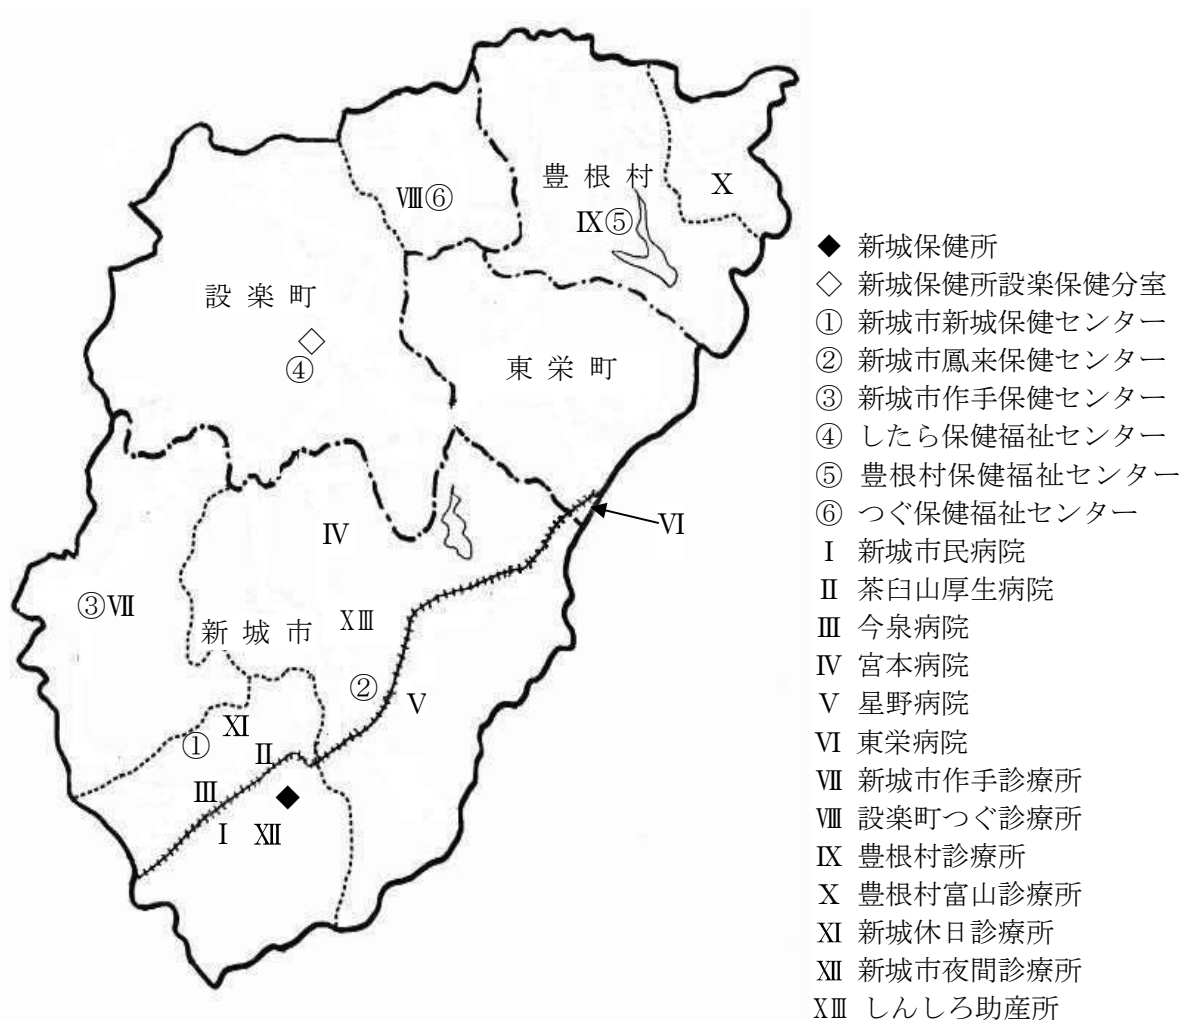 豊根村
Ⅹ
Ⅷ⑥
Ⅸ⑤
設楽町
◇
④
東栄町
Ⅳ
Ⅵ
③Ⅶ
新城市
ⅩⅢ
②
Ⅴ
Ⅺ
①
Ⅱ
Ⅲ
◆
Ⅰ
Ⅻ
◆ 新城保健所
◇ 新城保健所設楽保健分室
① 新城市新城保健センター
② 新城市鳳来保健センター
③ 新城市作手保健センター
④ したら保健福祉センター
⑤ 豊根村保健福祉センター
⑥ つぐ保健福祉センター
Ⅰ 新城市民病院
Ⅱ 茶臼山厚生病院
Ⅲ 今泉病院
Ⅳ 宮本病院
Ⅴ 星野病院
Ⅵ 東栄病院
Ⅶ 新城市作手診療所
Ⅷ 設楽町つぐ診療所
Ⅸ 豊根村診療所
Ⅹ 豊根村富山診療所
Ⅺ 新城休日診療所
Ⅻ 新城市夜間診療所
ⅩⅢ しんしろ助産所